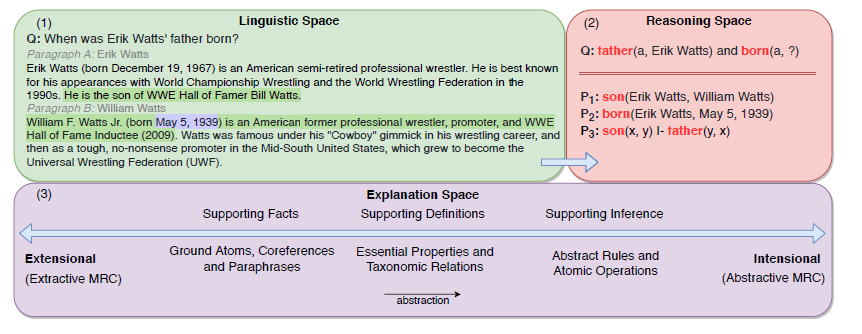 (1)
Linguistic Space
Q: When was Erik Watts' father born?
Paragraph A: Erik Watts
Erik Watts (born December 19, 1967) is an American semi-retired professional wrestler. He is best known
for his appearances with World Championship Wrestling and the World Wrestling Federation in the
1990s. He is the son of WWE Hall of Famer Bill Watts.
Paragraph B: William Watts
William F. Watts Jr. (born May 5, 1939) is an American former professional wrestler, promoter, and WWE
Hall of Fame Inductee (2009). Watts was famous under his "Cowboy" gimmick in his wrestling career, and
then as a tough, no-nonsense promoter in the Mid-South United States, which grew to become the
Universal Wrestling Federation (UWF).
(2)
Reasoning Space
Q: father(a, Erik Watts) and born(a, ?)
P1: son(Erik Watts, William Watts)
P2: born(Erik Watts, May 5, 1939)
P3: son(x, y) I- father(y, x)
(3)
Explanation Space
Supporting Facts
Supporting Definitions
Supporting Inference
Extensional
(Extractive MRC)
Ground Atoms, Coreferences
and Paraphrases
Essential Properties and
Taxonomic Relations
Abstract Rules and
Atomic Operations
Intensional
(Abstractive MRC)
abstraction